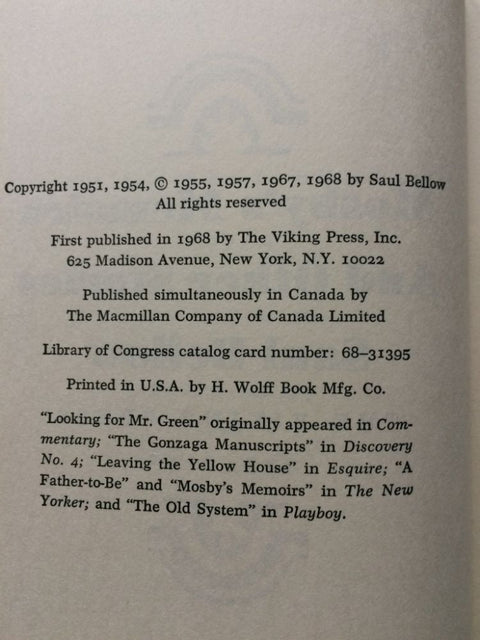 Copyright 1951, 1954, © 1955, 1957, 1967, 1968 by Saul Bellow
All rights reserved
First published in 1968 by The Viking Press, Inc.
625 Madison Avenue, New York, N.Y. 10022
Published simultaneously in Canada by
The Macmillan Company of Canada Limited
Library of Congress catalog card number: 68–31395
Printed in U.S.A. by H. Wolff Book Mfg. Co.
“Looking for Mr. Green” originally appeared in Com-
mentary; “The Gonzaga Manuscripts” in Discovery
No. 4; “Leaving the Yellow House” in Esquire; “A
Father-to-Be” and “Mosby’s Memoirs” in The New
Yorker; and “The Old System” in Playboy.